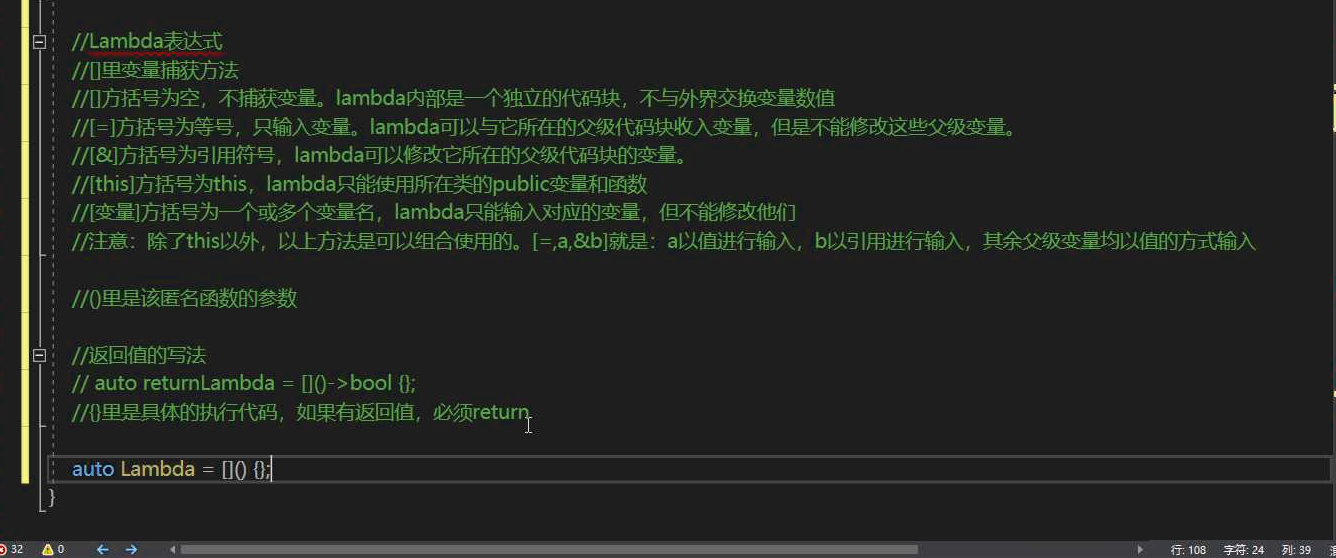 //Lambda表达式
//[]里变量捕获方法
//[]方括号为空，不捕获变量。lambda内部是一个独立的代码块，不与外界交换变量数值
//[=]方括号为等号，只输入变量。lambda可以与它所在的父级代码块收入变量，但是不能修改这些父级变量。
//[&]方括号为引用符号，lambda可以修改它所在的父级代码块的变量。
//[this]方括号为this，lambda只能使用所在类的public变量和函数
//[变量]方括号为一个或多个变量名，lambda只能输入对应的变量，但不能修改他们
//注意：除了this以外，以上方法是可以组合使用的。[=,a,&b]就是：a以值进行输入，b以引用进行输入，其余父级变量均以值的方式输入
//()里是该匿名函数的参数
//返回值的写法
// auto returnLambda = []()->bool {};
//{}里是具体的执行代码，如果有返回值，必须return
auto Lambda = []() {};
}
32 0 行: 108 字符: 24 列: 39